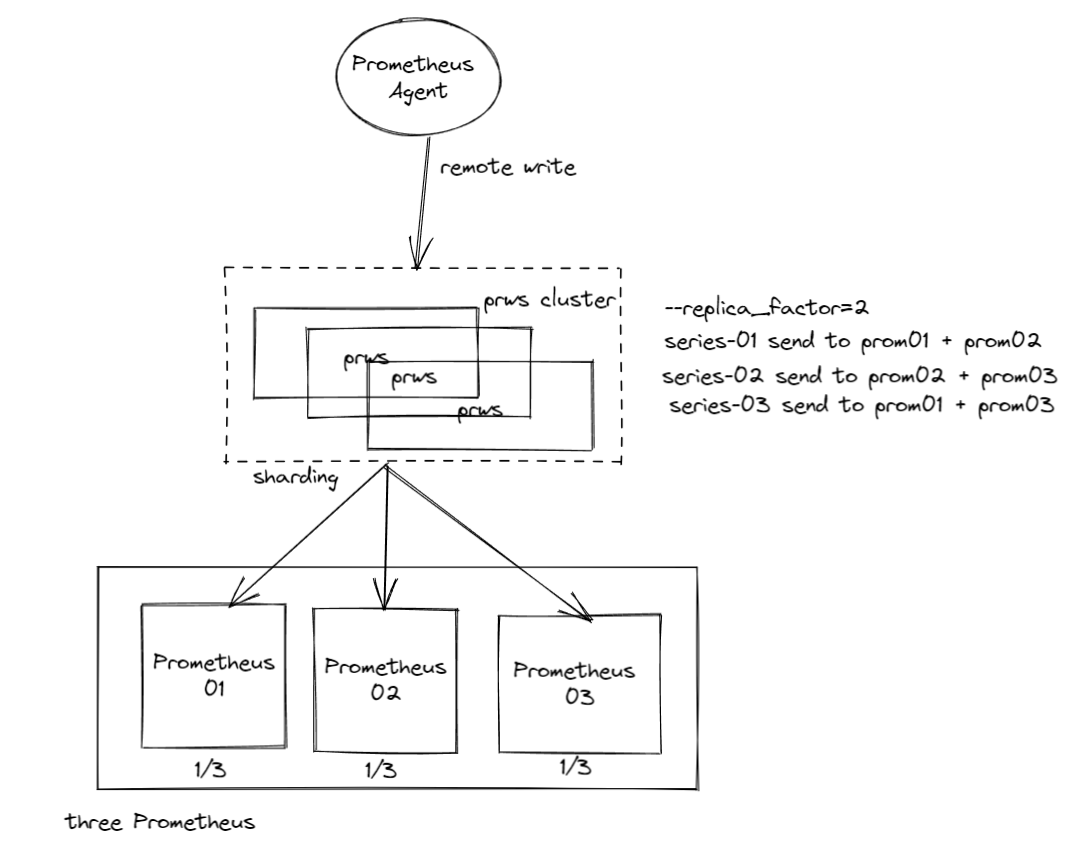 Prometheus
Agent
remote write
prws cluster
prws
prws
prws
--replica_factor=2
series-01 send to prom01 + prom02
series-02 send to prom02 + prom03
series-03 send to prom01 + prom03
sharding
Prometheus
01
Prometheus
02
Prometheus
03
1/3
1/3
1/3
three Prometheus